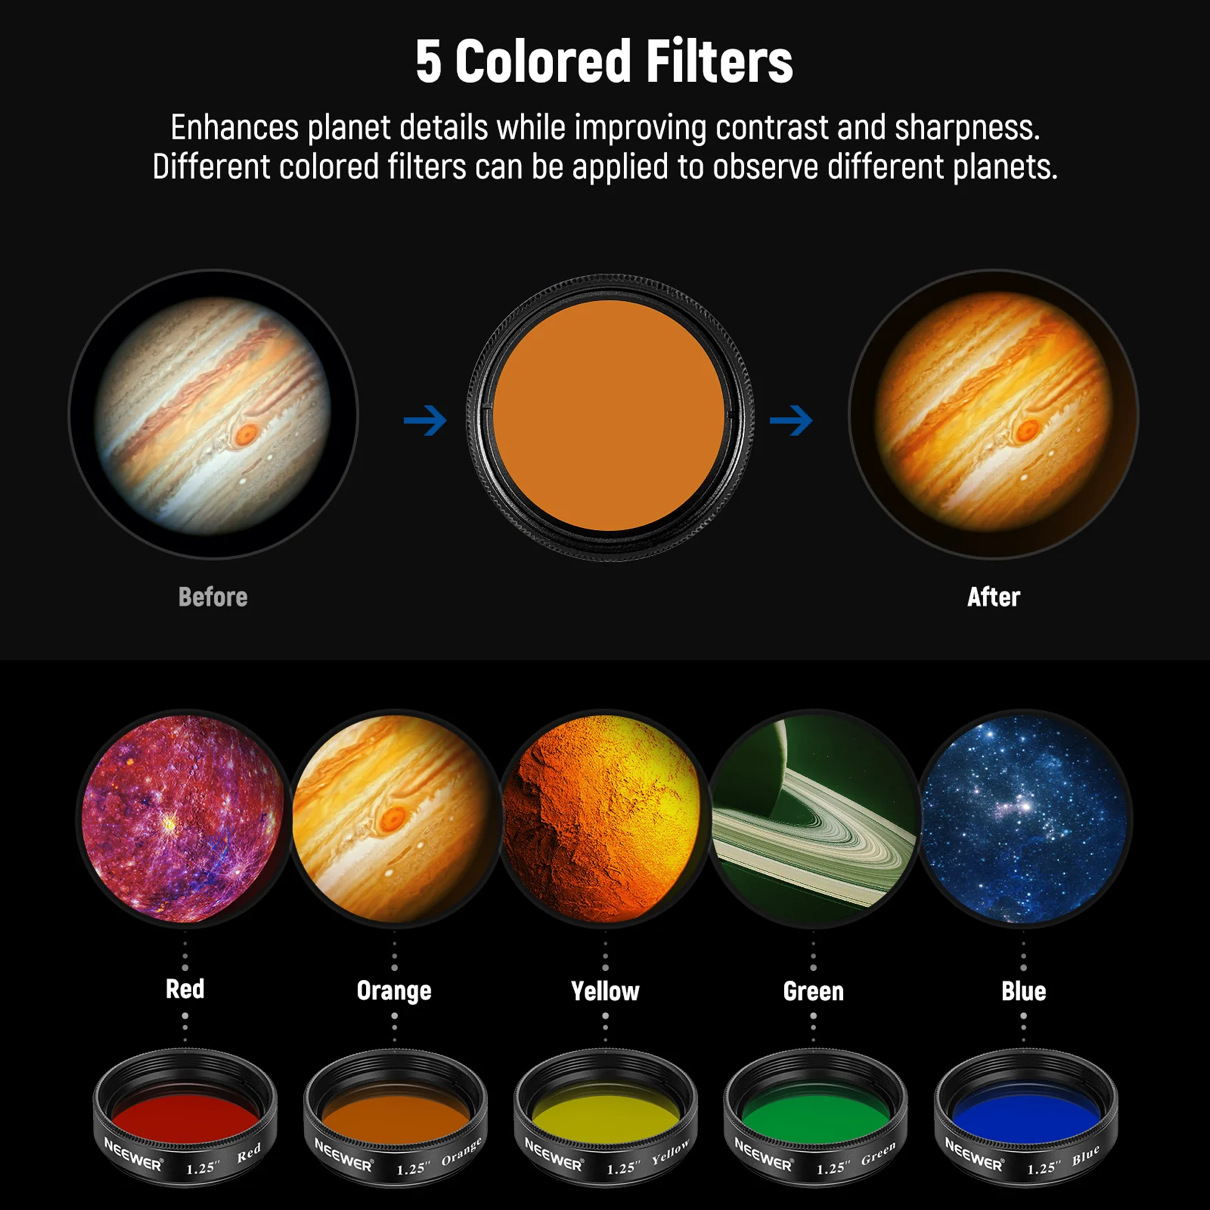 5 Colored Filters
Enhances planet details while improving contrast and sharpness.
Different colored filters can be applied to observe different planets.
Before
After
Red
Orange
Yellow
Green
Blue
NEEWER® 1.25" Red
NEEWER® 1.25" Orange
NEEWER® 1.25" Yellow
NEEWER® 1.25" Green
NEEWER® 1.25" Blue